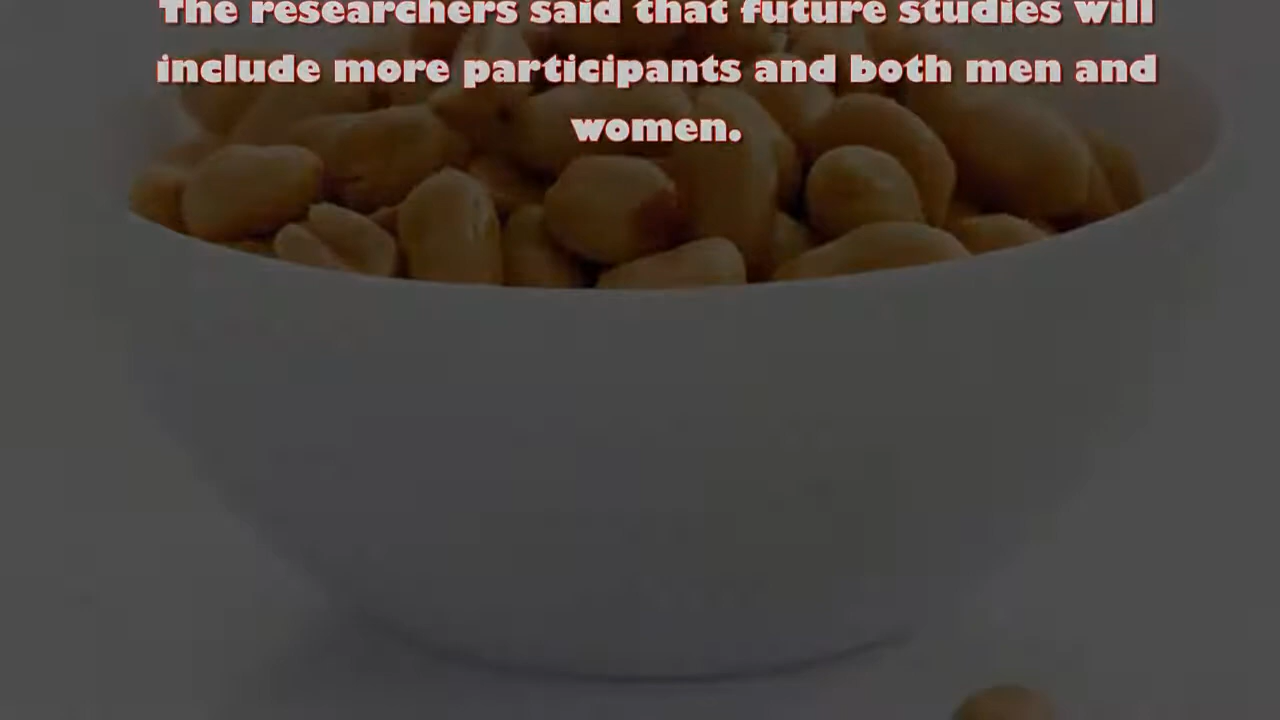 The researchers said that future studies will
include more participants and both men and
women.